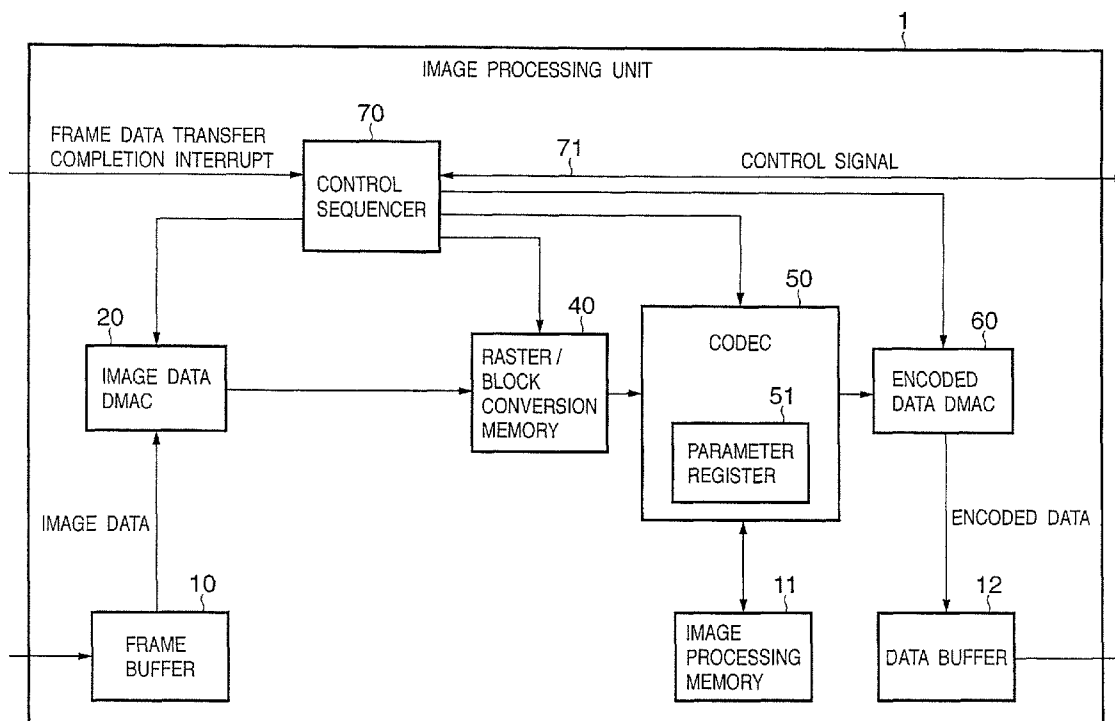 1
IMAGE PROCESSING UNIT
70
FRAME DATA TRANSFER
COMPLETION INTERRUPT
71
CONTROL SIGNAL
CONTROL
SEQUENCER
20
40
50
60
IMAGE DATA
DMAC
RASTER /
BLOCK
CONVERSION
MEMORY
CODEC
51
PARAMETER
REGISTER
ENCODED
DATA DMAC
IMAGE DATA
ENCODED DATA
10
11
12
FRAME
BUFFER
IMAGE
PROCESSING
MEMORY
DATA BUFFER